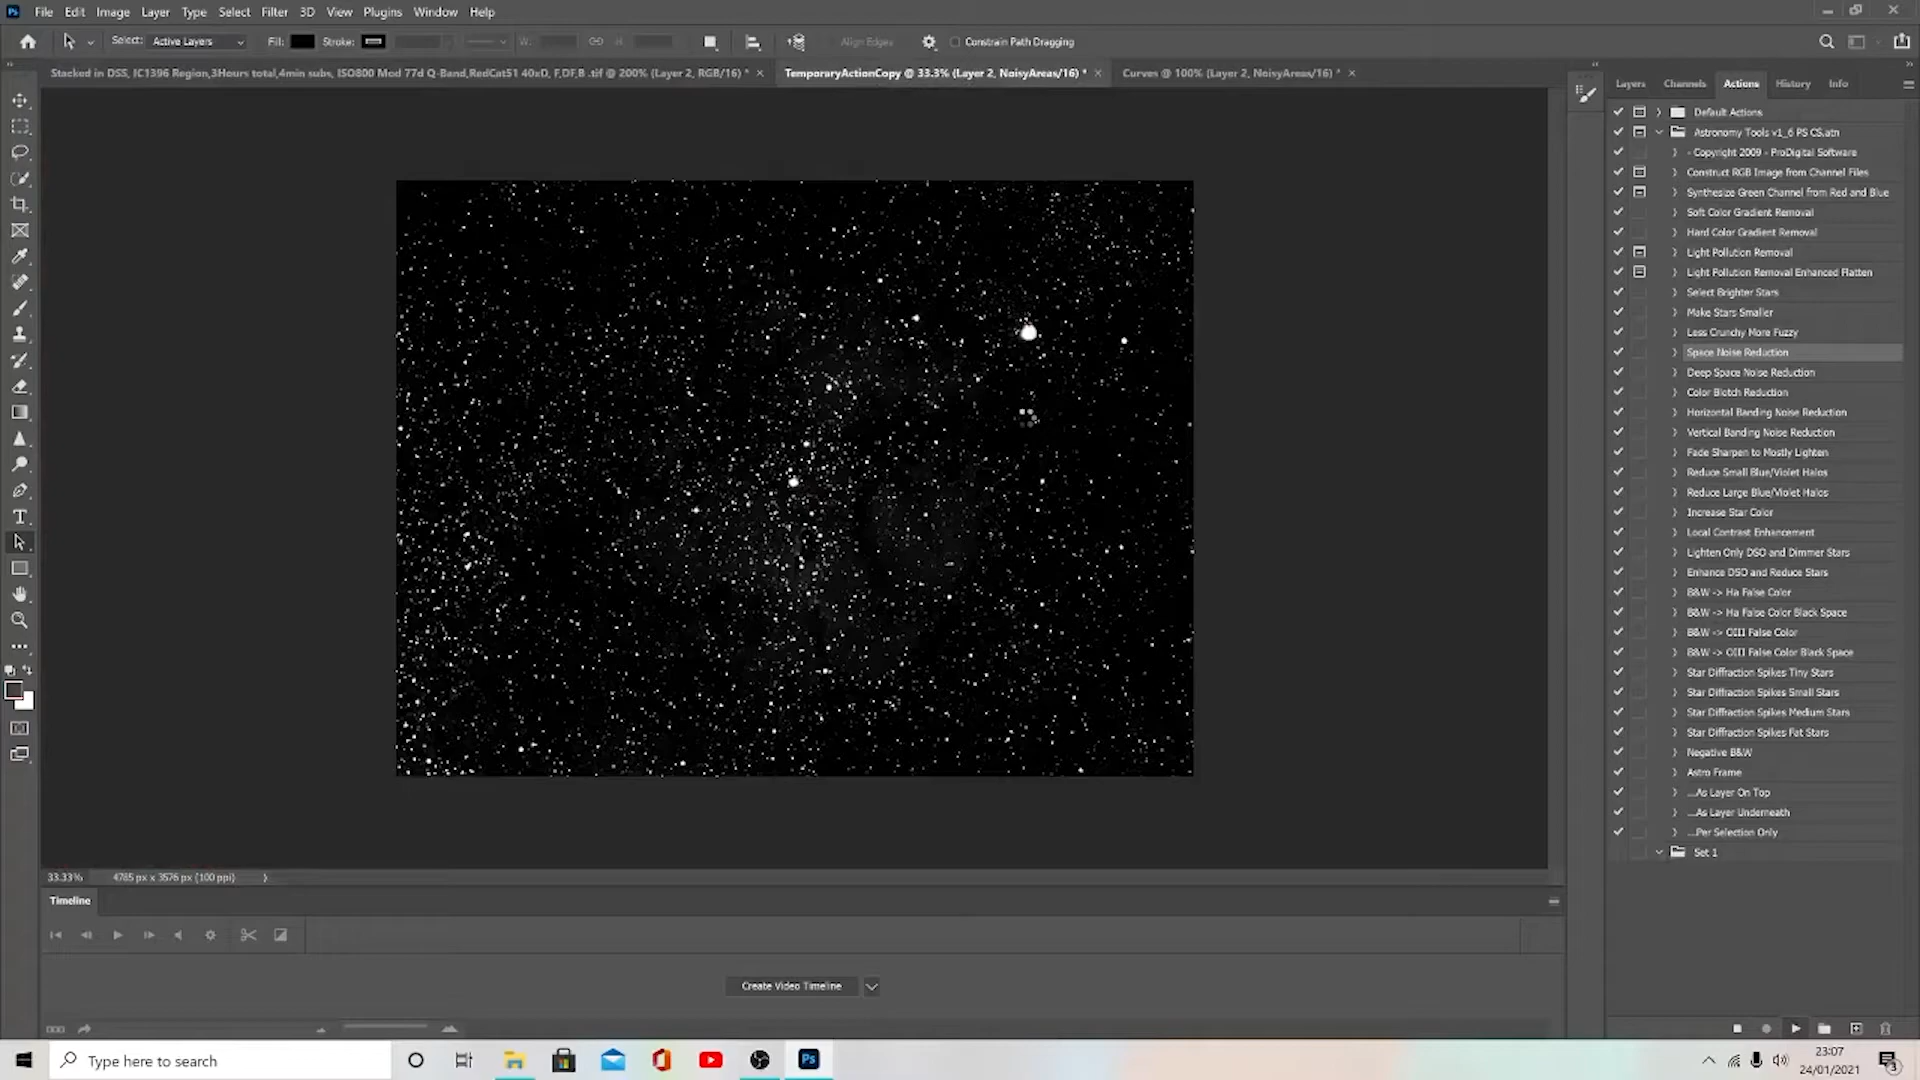 Ps File Edit Image Layer Type Select Filter 3D View Plugins Window Help
Select: Active Layers Fill: Stroke: W: H: Align Edges Constrain Path Dragging
Stacked in DSS, IC1396 Region,3Hours total,4min subs, ISO800 Mod 77d Q-Band,RedCat51 40xD, F,DF,B .tif @ 200% (Layer 2, RGB/16) * ×
TemporaryActionCopy @ 33.3% (Layer 2, NoisyAreas/16) * ×
Curves @ 100% (Layer 2, NoisyAreas/16) * ×
Layers Channels Actions History Info
Default Actions
Astronomy Tools v1_6 PS CS.atn
- Copyright 2009 - ProDigital Software
Construct RGB Image from Channel Files
Synthesize Green Channel from Red and Blue
Soft Color Gradient Removal
Hard Color Gradient Removal
Light Pollution Removal
Light Pollution Removal Enhanced Flatten
Select Brighter Stars
Make Stars Smaller
Less Crunchy More Fuzzy
Space Noise Reduction
Deep Space Noise Reduction
Color Blotch Reduction
Horizontal Banding Noise Reduction
Vertical Banding Noise Reduction
Fade Sharpen to Mostly Lighten
Reduce Small Blue/Violet Halos
Reduce Large Blue/Violet Halos
Increase Star Color
Local Contrast Enhancement
Lighten Only DSO and Dimmer Stars
Enhance DSO and Reduce Stars
B&W -> Ha False Color
B&W -> Ha False Color Black Space
B&W -> OIII False Color
B&W -> OIII False Color Black Space
Star Diffraction Spikes Tiny Stars
Star Diffraction Spikes Small Stars
Star Diffraction Spikes Medium Stars
Star Diffraction Spikes Fat Stars
Negative B&W
Astro Frame
...As Layer On Top
...As Layer Underneath
...Per Selection Only
Set 1
33.33% 4785 px x 3576 px (100 ppi)
Timeline
Create Video Timeline
Type here to search
Ps
23:07
24/01/2021
3